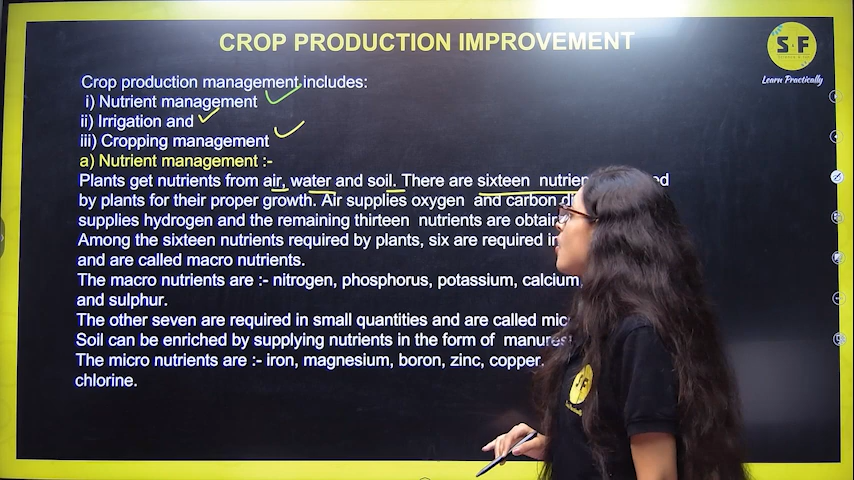 CROP PRODUCTION IMPROVEMENT
S F
Learn Practically
Crop production management includes:
i) Nutrient management
ii) Irrigation and
iii) Cropping management
a) Nutrient management :-
Plants get nutrients from air, water and soil. There are sixteen
by plants for their proper growth. Air supplies oxygen and carbon
supplies hydrogen and the remaining thirteen nutrients are
Among the sixteen nutrients required by plants, six are required in
and are called macro nutrients.
The macro nutrients are :- nitrogen, phosphorus, potassium, calcium,
and sulphur.
The other seven are required in small quantities and are called
Soil can be enriched by supplying nutrients in the form of manures
The micro nutrients are :- iron, magnesium, boron, zinc, copper,
chlorine.
S F